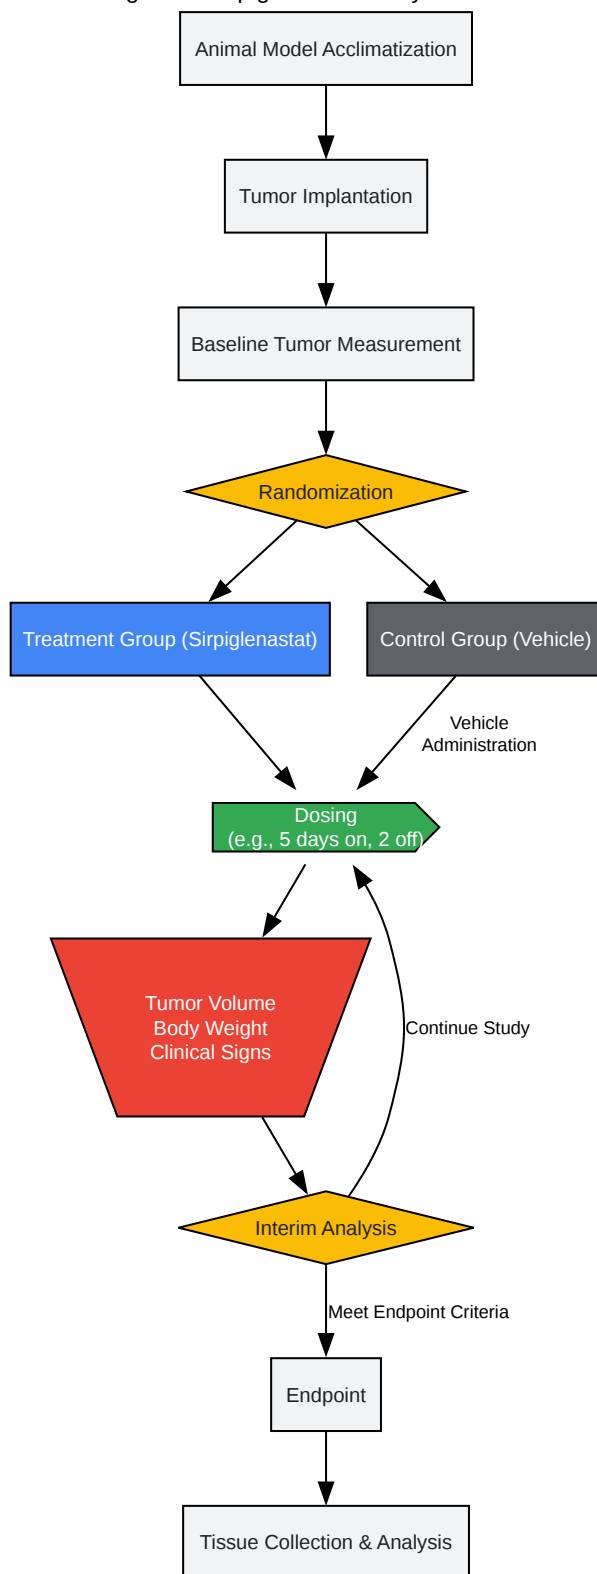 Animal Model Acclimatization
Tumor Implantation
Baseline Tumor Measurement
Randomization
Treatment Group (Sirpiglenastat)
Control Group (Vehicle)
Vehicle
Administration
Dosing
(e.g., 5 days on, 2 off)
Tumor Volume
Body Weight
Clinical Signs
Continue Study
Interim Analysis
Meet Endpoint Criteria
Endpoint
Tissue Collection & Analysis